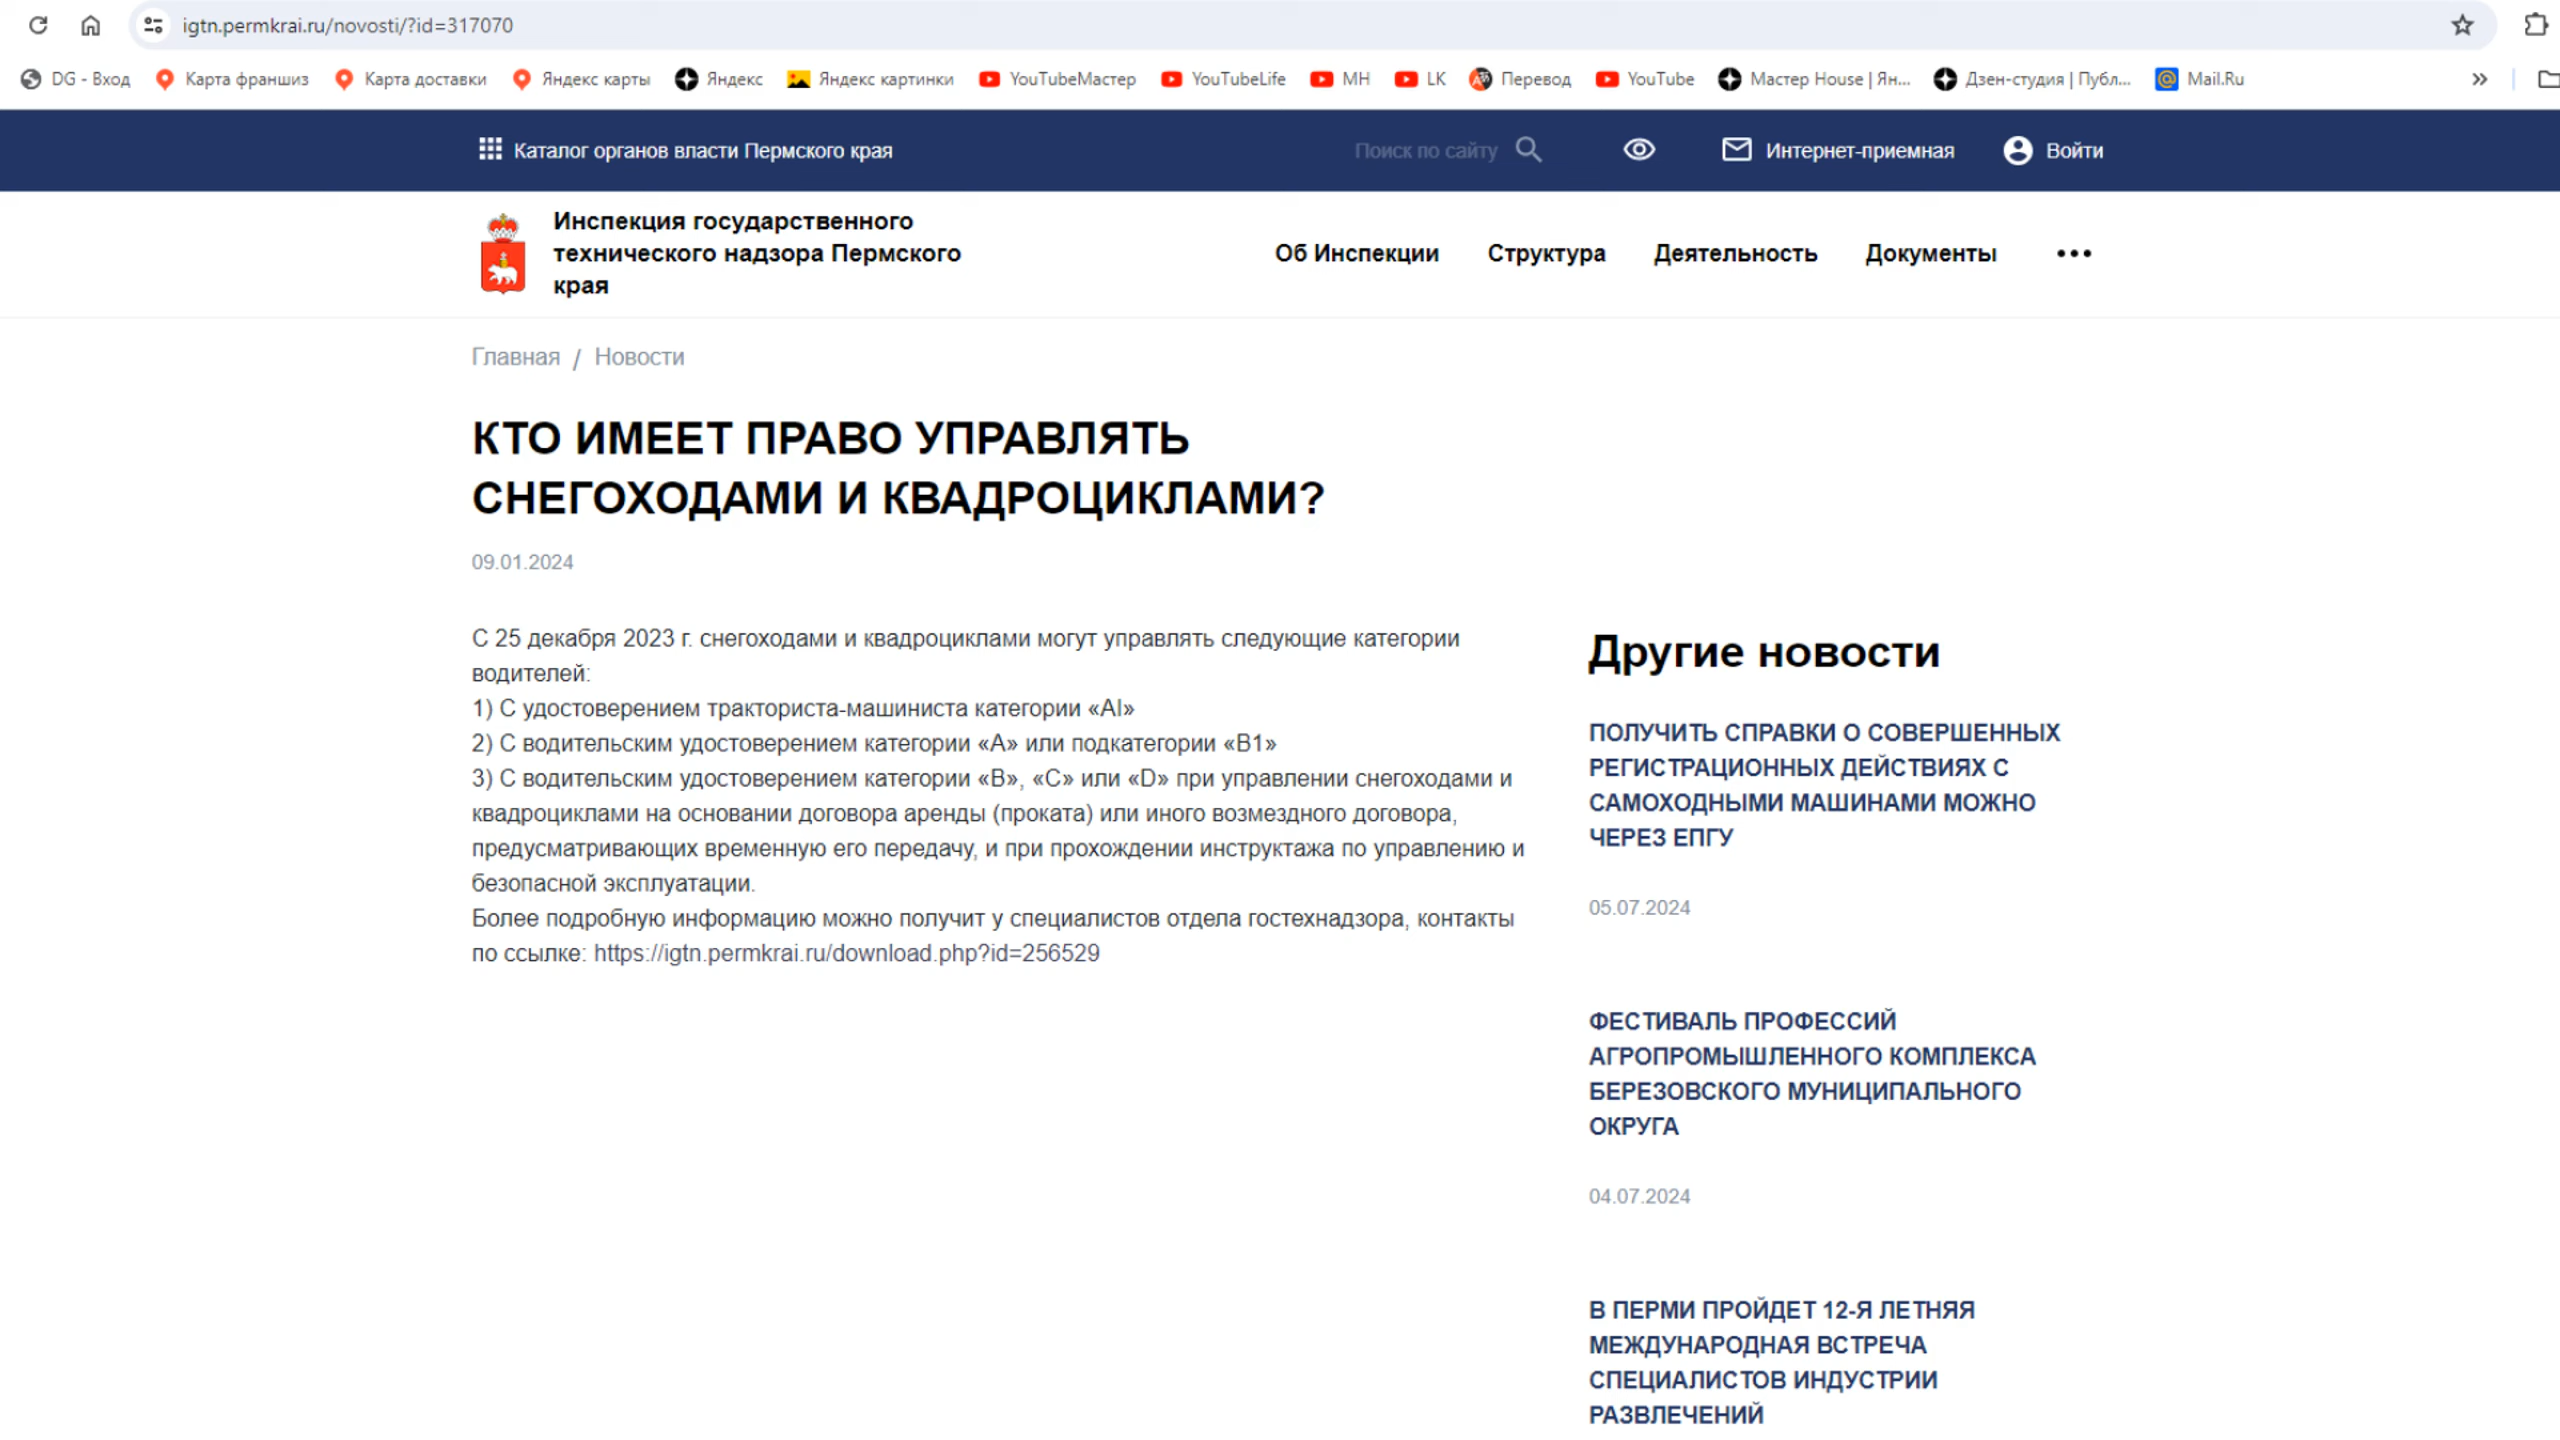 igtn.permkrai.ru/novosti/?id=317070
DG - Вход
Карта франшиз
Карта доставки
Яндекс карты
Яндекс
Яндекс картинки
YouTubeМастер
YouTubeLife
МН
LK
Перевод
YouTube
Мастер House | Ян...
Дзен-студия | Публ...
Mail.Ru
Каталог органов власти Пермского края
Поиск по сайту
Интернет-приемная
Войти
Инспекция государственного
технического надзора Пермского
края
Об Инспекции
Структура
Деятельность
Документы
Главная / Новости
КТО ИМЕЕТ ПРАВО УПРАВЛЯТЬ
СНЕГОХОДАМИ И КВАДРОЦИКЛАМИ?
09.01.2024
С 25 декабря 2023 г. снегоходами и квадроциклами могут управлять следующие категории
водителей:
1) С удостоверением тракториста-машиниста категории «АI»
2) С водительским удостоверением категории «А» или подкатегории «В1»
3) С водительским удостоверением категории «В», «С» или «D» при управлении снегоходами и
квадроциклами на основании договора аренды (проката) или иного возмездного договора,
предусматривающих временную его передачу, и при прохождении инструктажа по управлению и
безопасной эксплуатации.
Более подробную информацию можно получит у специалистов отдела гостехнадзора, контакты
по ссылке: https://igtn.permkrai.ru/download.php?id=256529
Другие новости
ПОЛУЧИТЬ СПРАВКИ О СОВЕРШЕННЫХ
РЕГИСТРАЦИОННЫХ ДЕЙСТВИЯХ С
САМОХОДНЫМИ МАШИНАМИ МОЖНО
ЧЕРЕЗ ЕПГУ
05.07.2024
ФЕСТИВАЛЬ ПРОФЕССИЙ
АГРОПРОМЫШЛЕННОГО КОМПЛЕКСА
БЕРЕЗОВСКОГО МУНИЦИПАЛЬНОГО
ОКРУГА
04.07.2024
В ПЕРМИ ПРОЙДЕТ 12-Я ЛЕТНЯЯ
МЕЖДУНАРОДНАЯ ВСТРЕЧА
СПЕЦИАЛИСТОВ ИНДУСТРИИ
РАЗВЛЕЧЕНИЙ